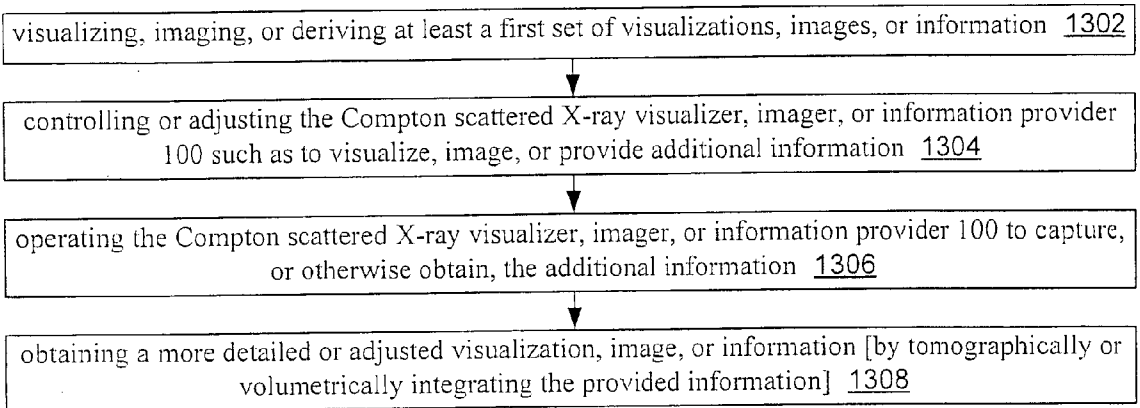 visualizing, imaging, or deriving at least a first set of visualizations, images, or information 1302
controlling or adjusting the Compton scattered X-ray visualizer, imager, or information provider
100 such as to visualize, image, or provide additional information 1304
operating the Compton scattered X-ray visualizer, imager, or information provider 100 to capture,
or otherwise obtain, the additional information 1306
obtaining a more detailed or adjusted visualization, image, or information [by tomographically or
volumetrically integrating the provided information] 1308